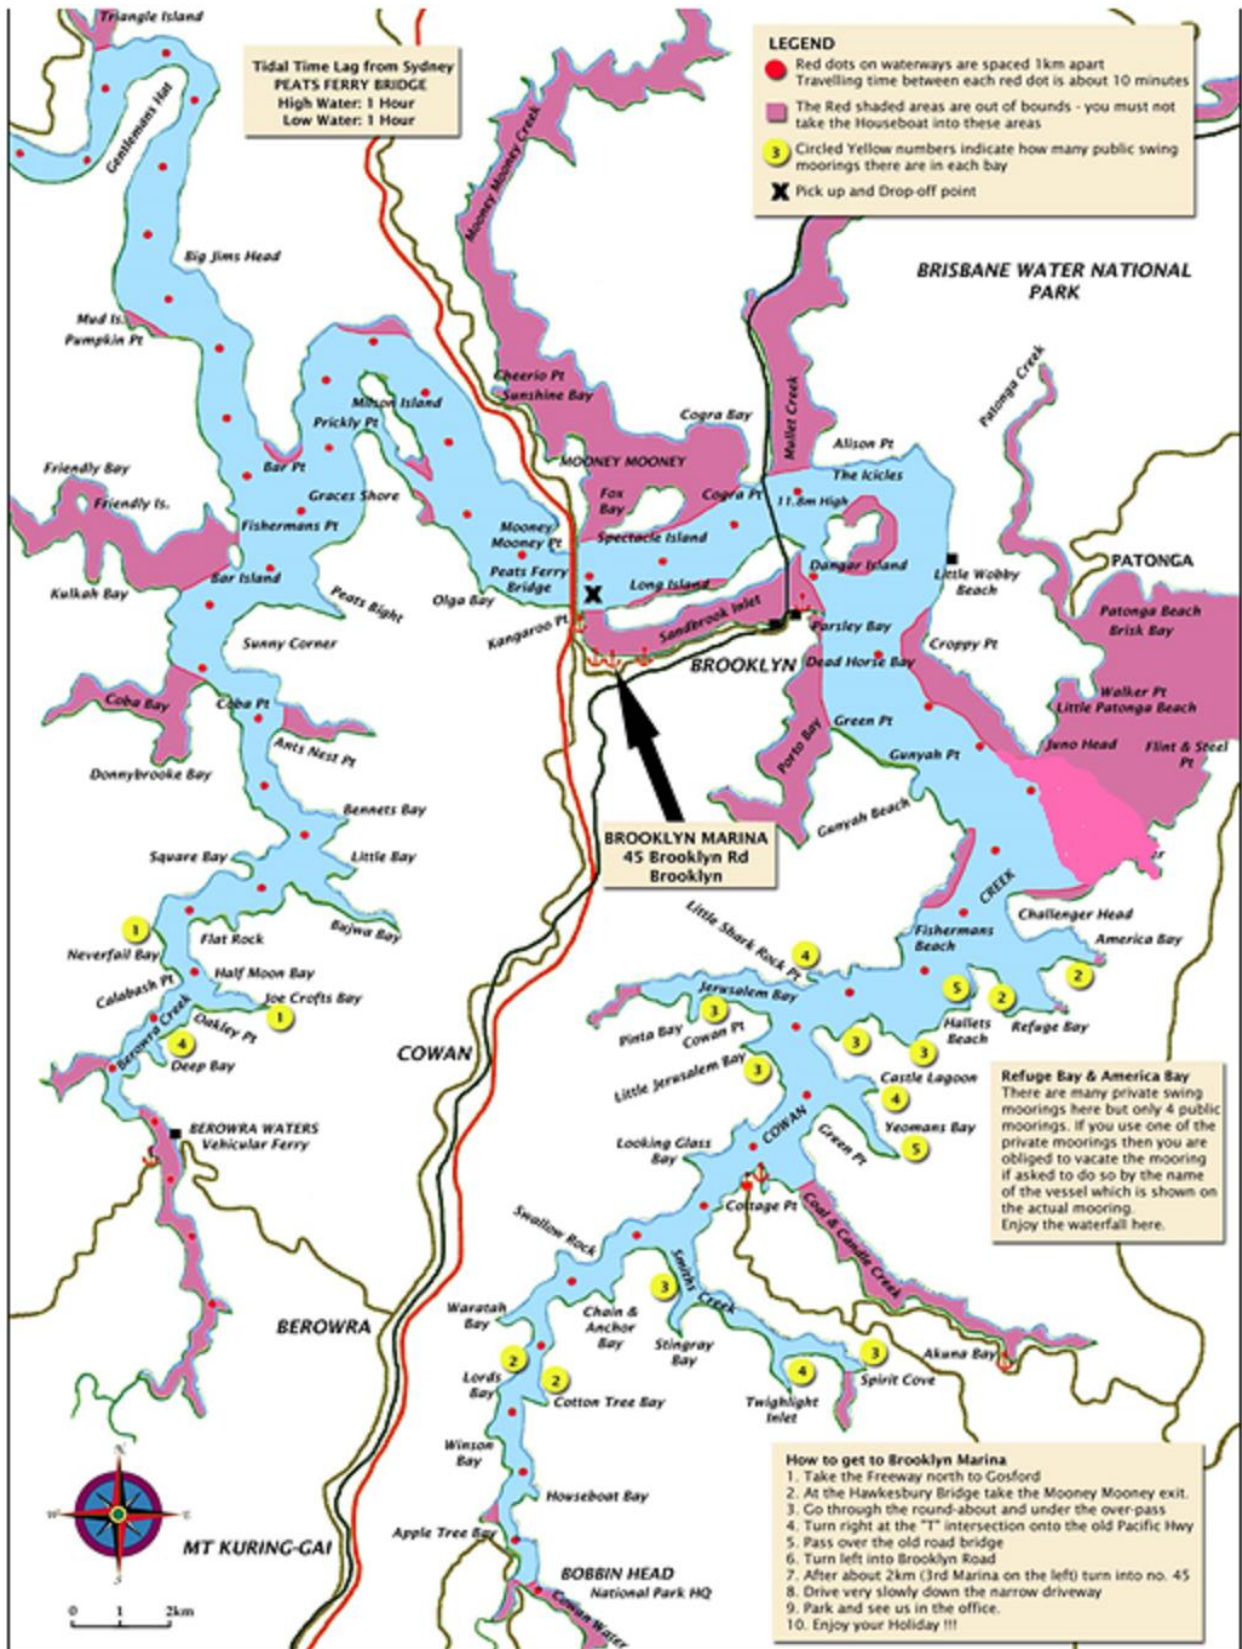 Triangle Island
Gentlemans Hat
Tidal Time Lag from Sydney
PEATS FERRY BRIDGE
High Water: 1 Hour
Low Water: 1 Hour
LEGEND
Red dots on waterways are spaced 1km apart
Travelling time between each red dot is about 10 minutes
The Red shaded areas are out of bounds - you must not
take the Houseboat into these areas
3
Circled Yellow numbers indicate how many public swing
moorings there are in each bay
X Pick up and Drop-off point
Mooney Mooney Creek
Big Jims Head
BRISBANE WATER NATIONAL
PARK
Mud Is.
Pumpkin Pt
Patonga Creek
Cheerio Pt
Sunshine Bay
Milson Island
Prickly Pt
Cogra Bay
Mullet Creek
Alison Pt
MOONEY MOONEY
The Icicles
Bar Pt
Friendly Bay
Friendly Is.
Graces Shore
Fox
Bay
Cogra Pt
11.8m High
Fishermans Pt
Mooney
Mooney Pt
Spectacle Island
Peats Ferry
Bridge
Long Island
Dangar Island
Little Wobby
Beach
PATONGA
Bar Island
Kulkah Bay
Peats Bight
Olga Bay
X
Kangaroo Pt
Sandbrook Inlet
Parsley Bay
Patonga Beach
Brisk Bay
Sunny Corner
Croppy Pt
BROOKLYN
Dead Horse Bay
Walker Pt
Little Patonga Beach
Coba Bay
Coba Pt
Green Pt
Porto Bay
Ants Nest Pt
Gunyah Pt
Juno Head
Flint & Steel
Pt
Donnybrooke Bay
Bennets Bay
Gunyah Beach
BROOKLYN MARINA
45 Brooklyn Rd
Brooklyn
Square Bay
Little Bay
CREEK
Challenger Head
Bujwa Bay
1
Neverfail Bay
Flat Rock
Little Shark Rock Pt
4
Fishermans
Beach
America Bay
2
Half Moon Bay
Calabash Pt
Joe Crofts Bay
1
Jerusalem Bay
5
2
Hallets
Beach
Refuge Bay
Berowra Creek
Oakley Pt
4
Deep Bay
Pinta Bay
3
Cowan Pt
3
3
COWAN
Little Jerusalem Bay
3
Castle Lagoon
4
Refuge Bay & America Bay
There are many private swing
moorings here but only 4 public
moorings. If you use one of the
private moorings then you are
obliged to vacate the mooring
if asked to do so by the name
of the vessel which is shown on
the actual mooring.
Enjoy the waterfall here.
BEROWRA WATERS
Vehicular Ferry
COWAN
Yeomans Bay
5
Green Pt
Looking Glass
Bay
Cottage Pt
Coal & Candle Creek
Swallow Rock
Smiths Creek
3
Waratah
Bay
Chain &
Anchor
Bay
Stingray
Bay
BEROWRA
2
Lords
Bay
2
Cotton Tree Bay
3
Spirit Cove
4
Twighlight
Inlet
Akuna Bay
Winson
Bay
Houseboat Bay
Apple Tree Bay
BOBBIN HEAD
National Park HQ
Cowan Water
MT KURING-GAI
N
W
E
S
0 1 2km
How to get to Brooklyn Marina
1. Take the Freeway north to Gosford
2. At the Hawkesbury Bridge take the Mooney Mooney exit.
3. Go through the round-about and under the over-pass
4. Turn right at the "T" intersection onto the old Pacific Hwy
5. Pass over the old road bridge
6. Turn left into Brooklyn Road
7. After about 2km (3rd Marina on the left) turn into no. 45
8. Drive very slowly down the narrow driveway
9. Park and see us in the office.
10. Enjoy your Holiday !!!